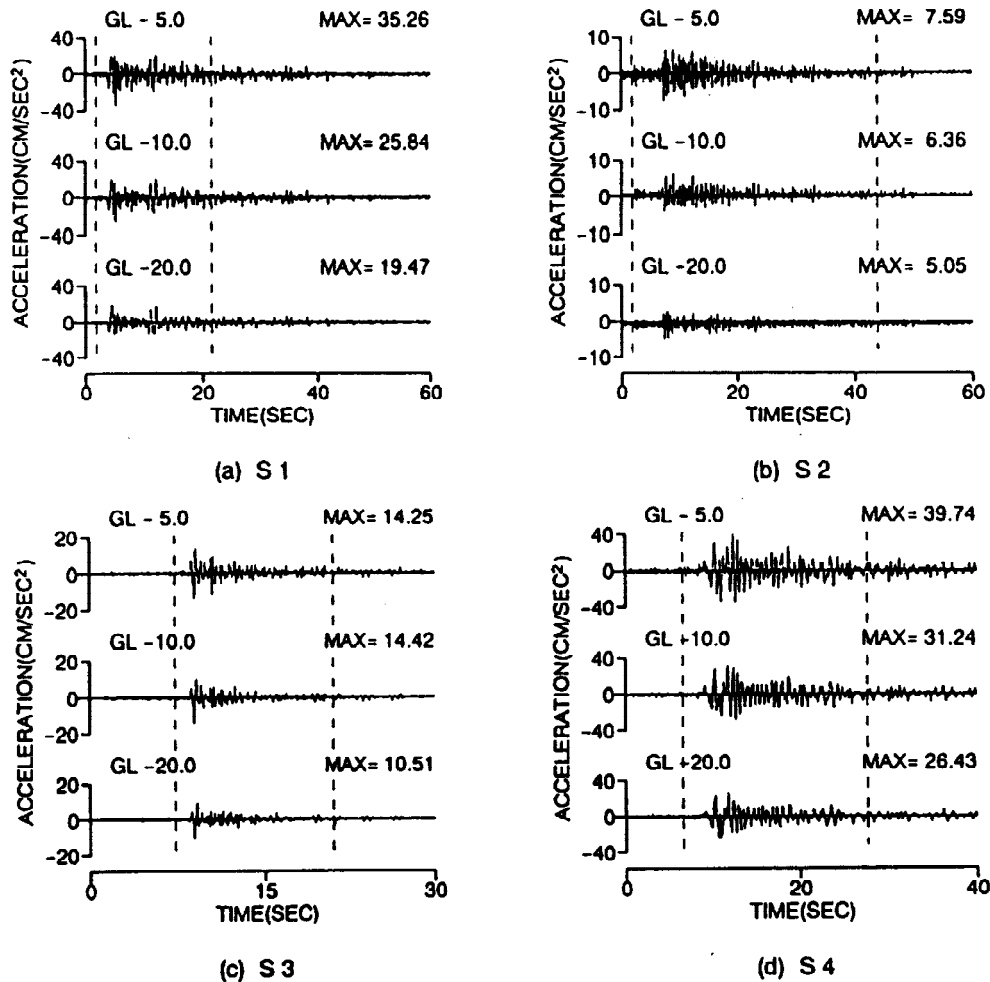 GL - 5.0 MAX= 35.26
40
0
-40
GL -10.0 MAX= 25.84
40
0
-40
GL -20.0 MAX= 19.47
40
0
-40
ACCELERATION(CM/SEC²)
0 20 40 60
TIME(SEC)
(a) S 1
GL - 5.0 MAX= 7.59
10
0
-10
GL -10.0 MAX= 6.36
10
0
-10
GL -20.0 MAX= 5.05
10
0
-10
ACCELERATION(CM/SEC²)
0 20 40 60
TIME(SEC)
(b) S 2
GL - 5.0 MAX= 14.25
20
0
-20
GL -10.0 MAX= 14.42
20
0
-20
GL -20.0 MAX= 10.51
20
0
-20
ACCELERATION(CM/SEC²)
0 15 30
TIME(SEC)
(c) S 3
GL - 5.0 MAX= 39.74
40
0
-40
GL -10.0 MAX= 31.24
40
0
-40
GL -20.0 MAX= 26.43
40
0
-40
ACCELERATION(CM/SEC²)
0 20 40
TIME(SEC)
(d) S 4